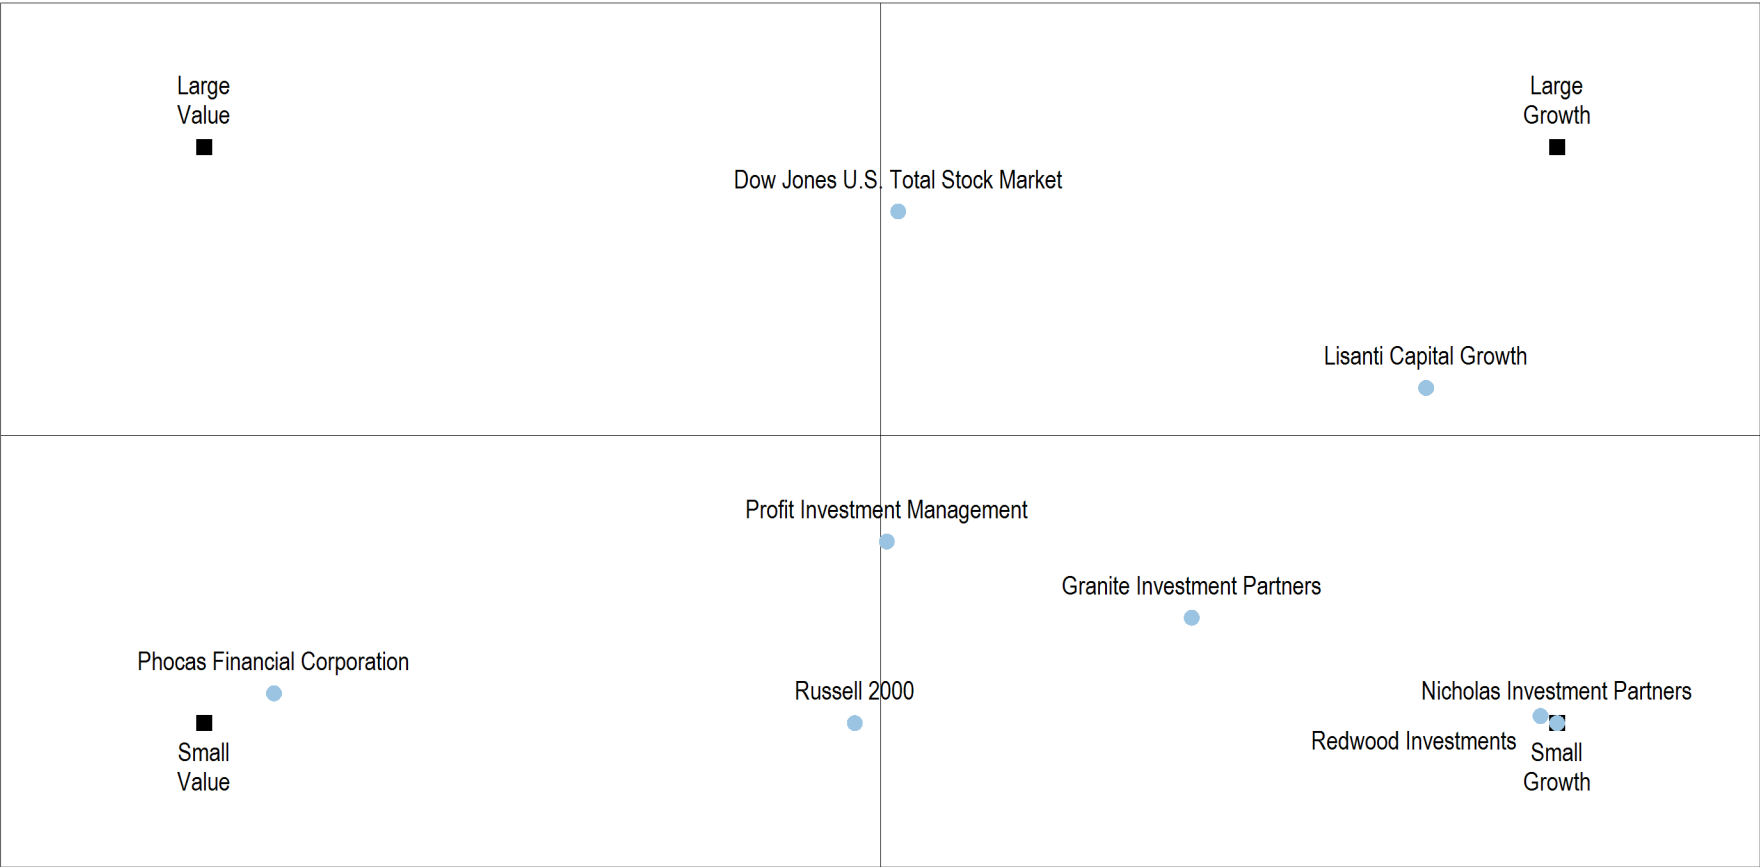 Large
Value
Large
Growth
Dow Jones U.S. Total Stock Market
Lisanti Capital Growth
Profit Investment Management
Granite Investment Partners
Phocas Financial Corporation
Russell 2000
Nicholas Investment Partners
Redwood Investments
Small
Value
Small
Growth